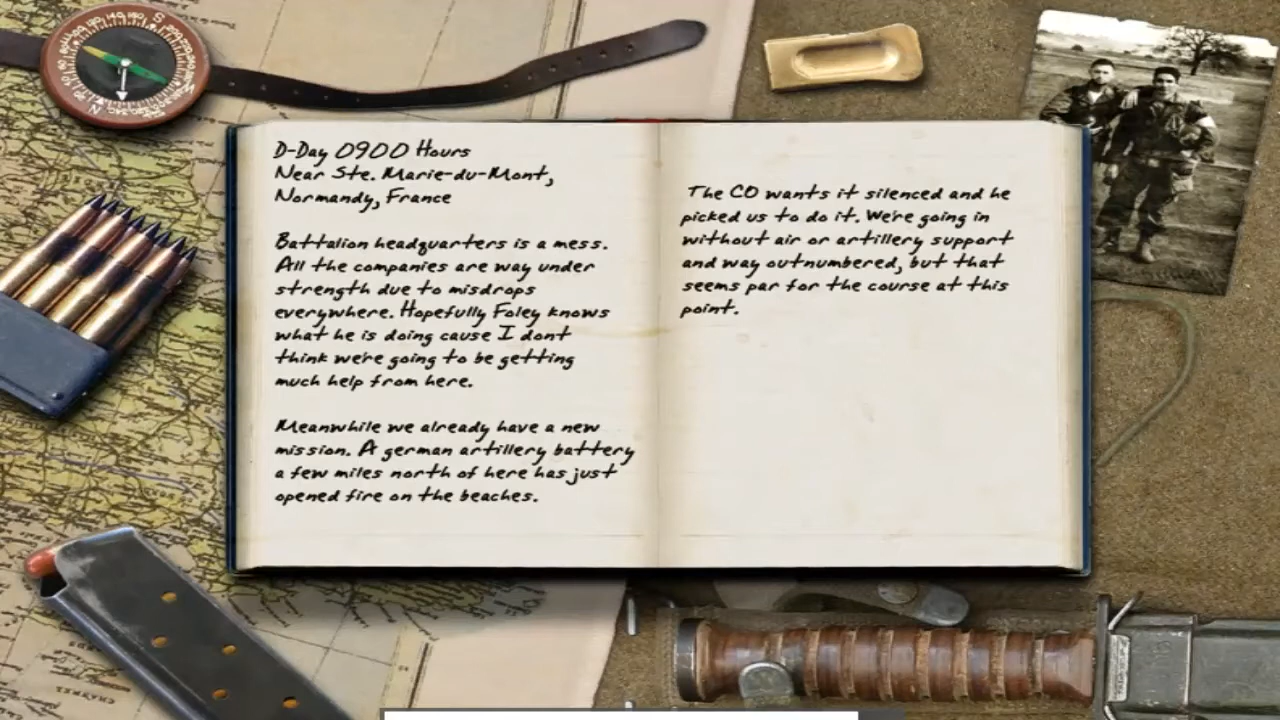 D-Day 0900 Hours
Near Ste. Marie-du-Mont,
Normandy, France
Battalion headquarters is a mess.
All the companies are way under
strength due to misdrops
everywhere. Hopefully Foley knows
what he is doing cause I dont
think we're going to be getting
much help from here.
Meanwhile we already have a new
mission. A german artillery battery
a few miles north of here has just
opened fire on the beaches.
The CO wants it silenced and he
picked us to do it. We're going in
without air or artillery support
and way outnumbered, but that
seems par for the course at this
point.